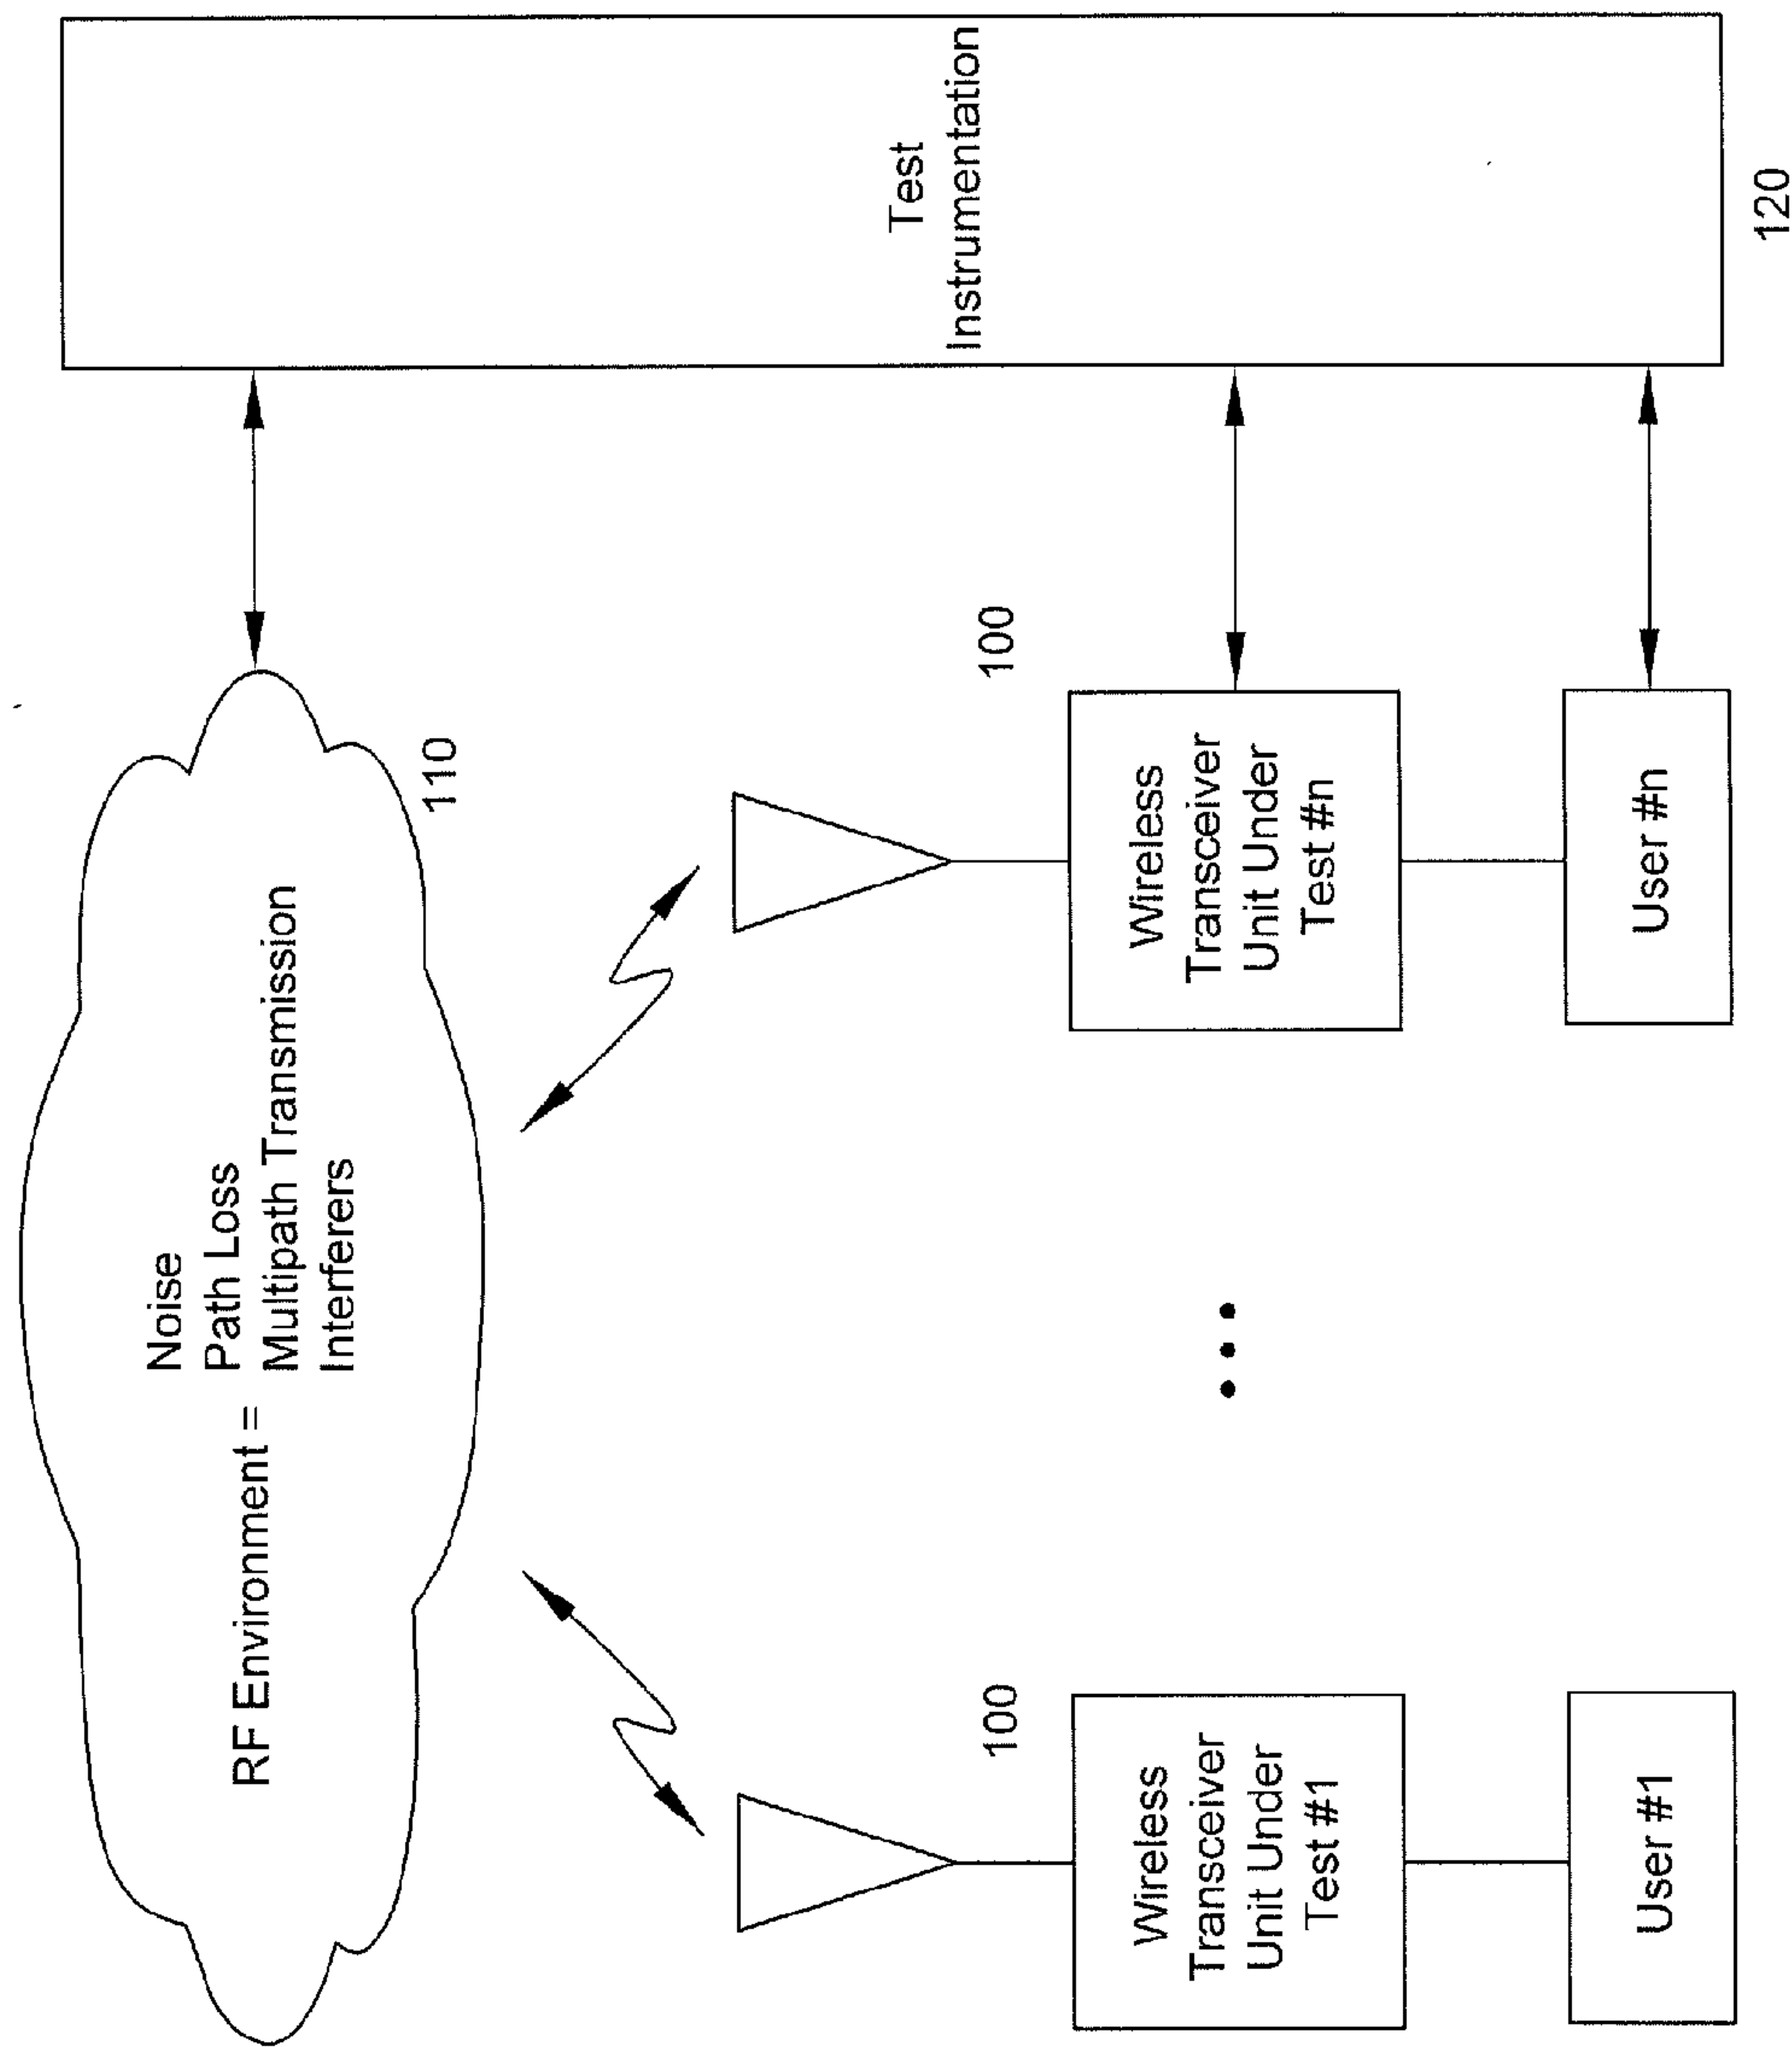 Noise
Path Loss
RF Environment = Multipath Transmission
Interferers
110
100
Wireless
Transceiver
Unit Under
Test #1
User #1
100
Wireless
Transceiver
Unit Under
Test #n
User #n
Test
Instrumentation
120